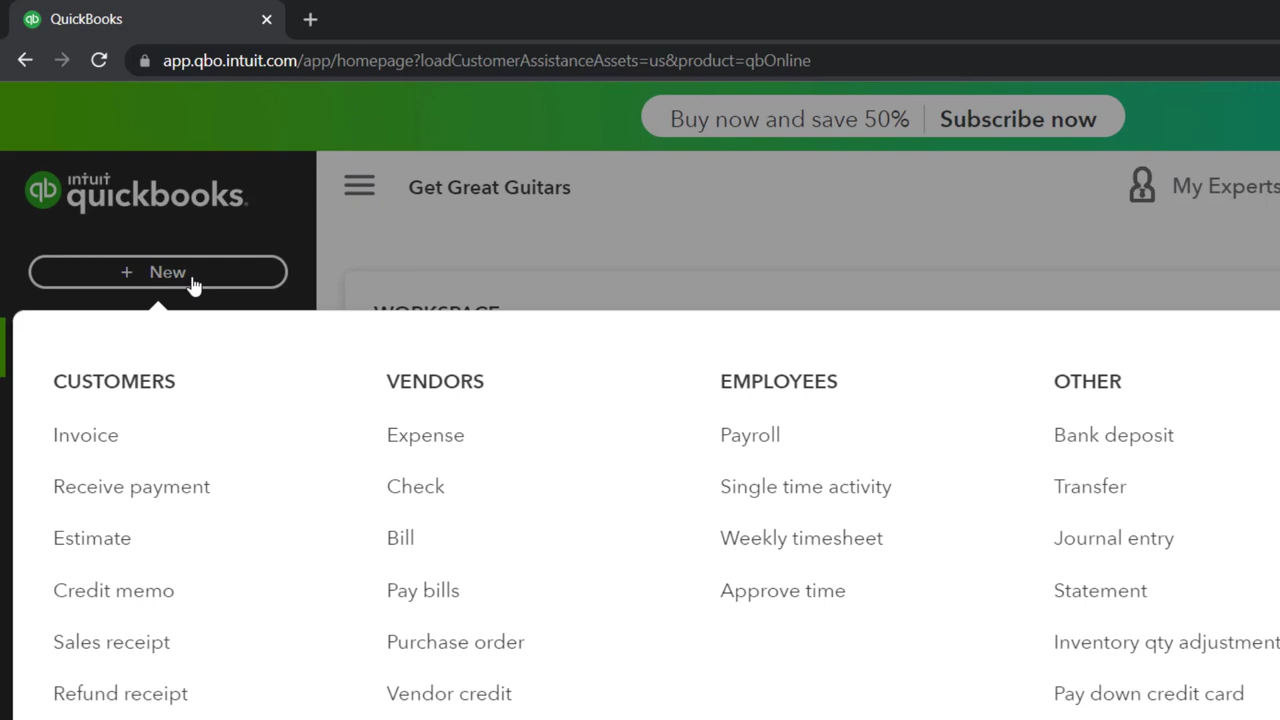 QuickBooks
app.qbo.intuit.com/app/homepage?loadCustomerAssistanceAssets=us&product=qbOnline
Buy now and save 50% Subscribe now
qb intuit quickbooks.
Get Great Guitars
My Experts
+ New
WORKSPACE
CUSTOMERS
Invoice
Receive payment
Estimate
Credit memo
Sales receipt
Refund receipt
VENDORS
Expense
Check
Bill
Pay bills
Purchase order
Vendor credit
EMPLOYEES
Payroll
Single time activity
Weekly timesheet
Approve time
OTHER
Bank deposit
Transfer
Journal entry
Statement
Inventory qty adjustment
Pay down credit card